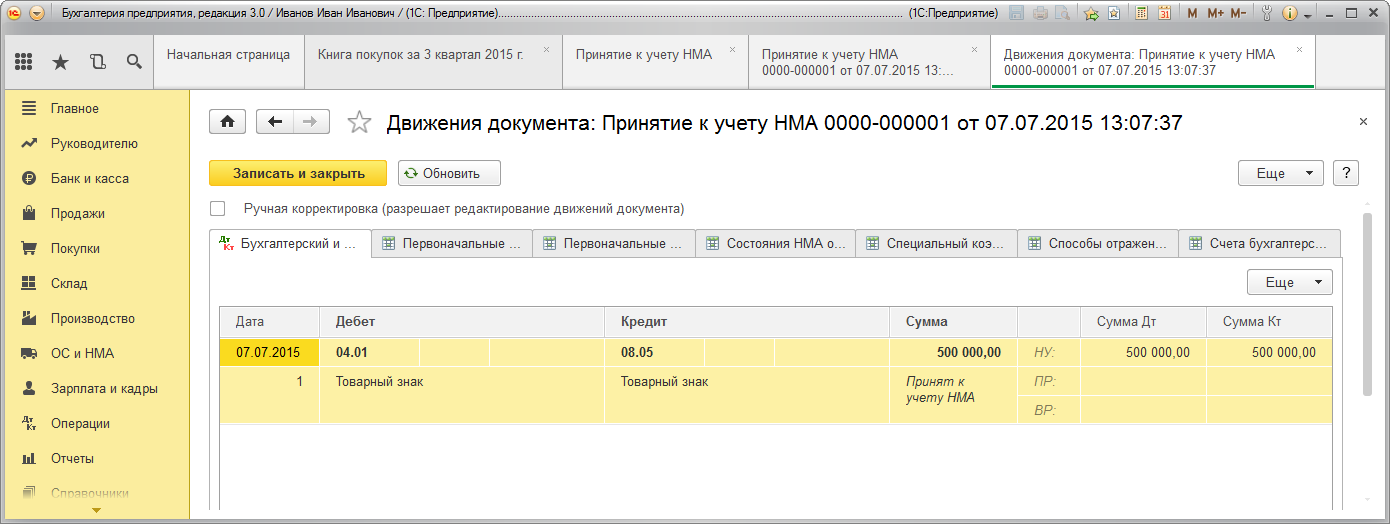 Бухгалтерия предприятия, редакция 3.0 / Иванов Иван Иванович / (1С: Предприятие)........ (1С:Предприятие) M M+ M-
Начальная страница
Книга покупок за 3 квартал 2015 г.
Принятие к учету НМА
Принятие к учету НМА
0000-000001 от 07.07.2015 13:...
Движения документа: Принятие к учету НМА
0000-000001 от 07.07.2015 13:07:37
Главное
Руководителю
Банк и касса
Продажи
Покупки
Склад
Производство
ОС и НМА
Зарплата и кадры
Операции
Отчеты
Справочники
Движения документа: Принятие к учету НМА 0000-000001 от 07.07.2015 13:07:37
Записать и закрыть Обновить Еще ?
Ручная корректировка (разрешает редактирование движений документа)
Дт Кт Бухгалтерский и ... Первоначальные ... Первоначальные ... Состояния НМА о... Специальный коэ... Способы отражен... Счета бухгалтерс...
Еще
Дата Дебет Кредит Сумма Сумма Дт Сумма Кт
07.07.2015 04.01 08.05 500 000,00 НУ: 500 000,00 500 000,00
1 Товарный знак Товарный знак Принят к учету НМА ПР:
ВР: